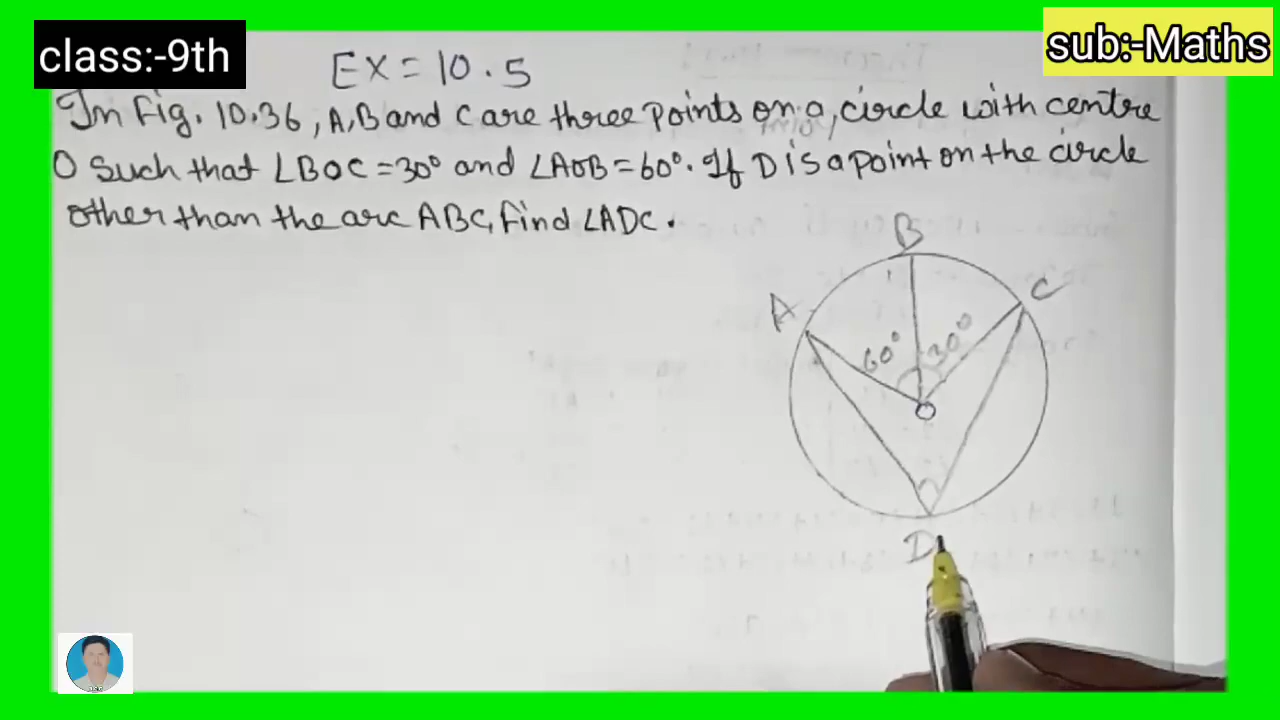 class:-9th
sub:-Maths
EX = 10.5
In Fig. 10.36, A, B and C are three points on a circle with centre
O Such that ∠BOC = 30° and ∠AOB = 60°. If D is a point on the circle
other than the arc ABC, find ∠ADC.
B
A
C
60°
30°
O
D